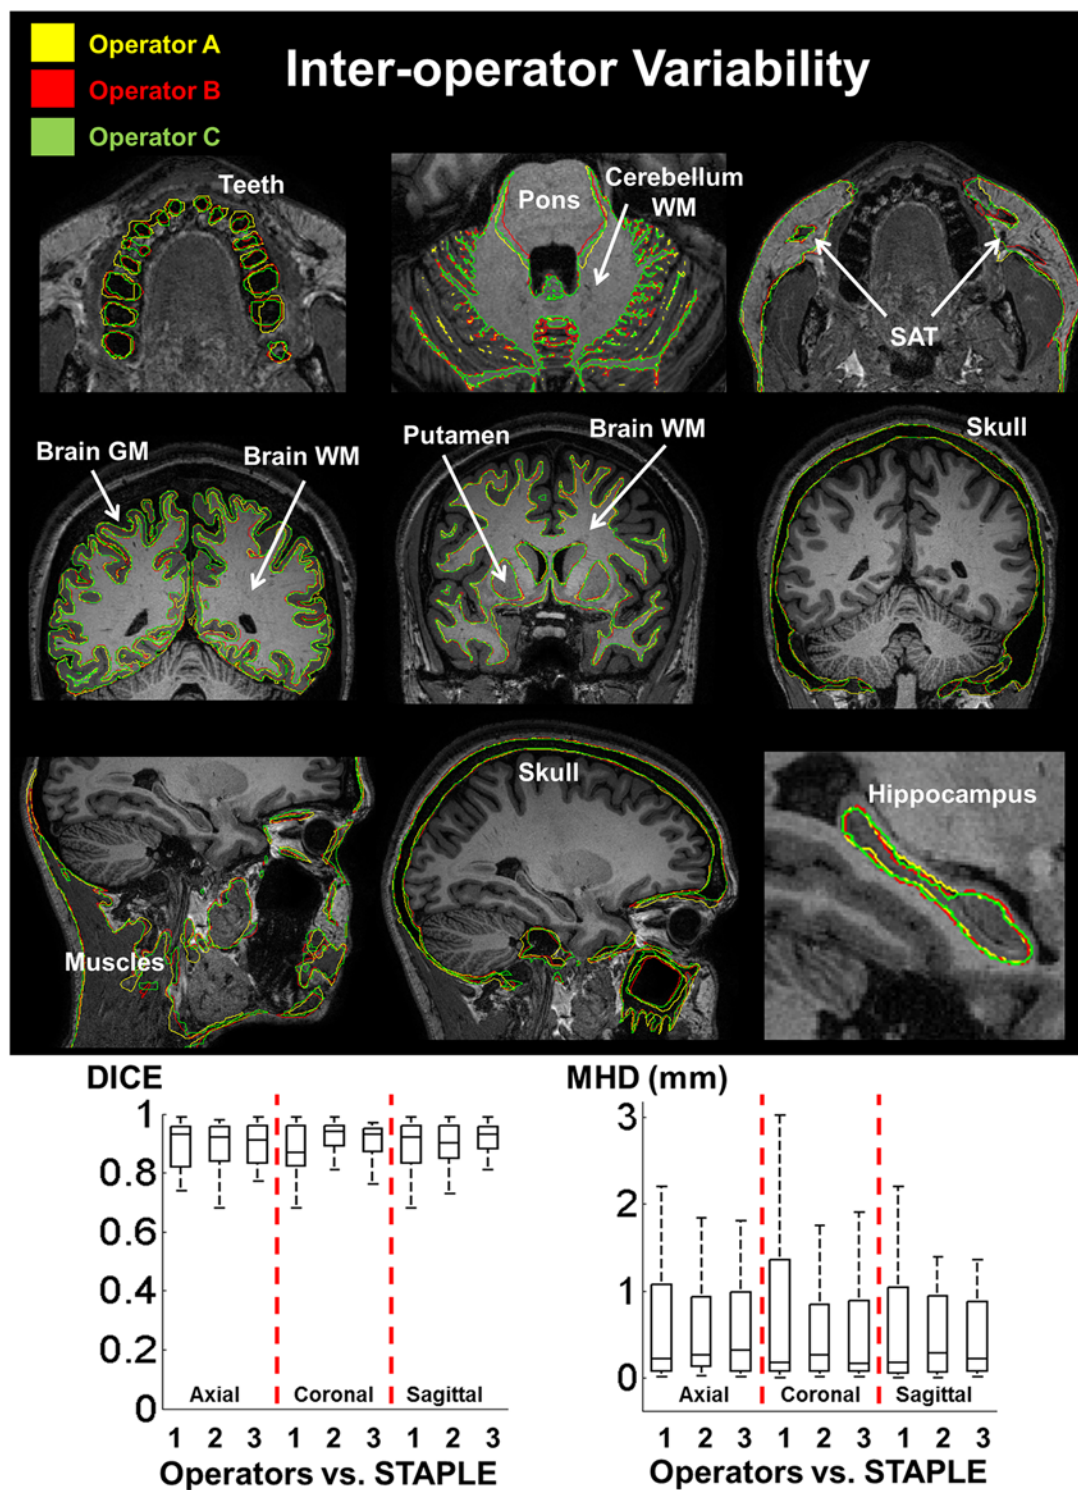 Operator A
Operator B
Operator C
Inter-operator Variability
Teeth
Pons
Cerebellum
WM
SAT
Brain GM
Brain WM
Putamen
Brain WM
Skull
Muscles
Skull
Hippocampus
DICE
1
0.8
0.6
0.4
0.2
0
Axial
Coronal
Sagittal
1 2 3 1 2 3 1 2 3
Operators vs. STAPLE
MHD (mm)
3
2
1
0
Axial
Coronal
Sagittal
1 2 3 1 2 3 1 2 3
Operators vs. STAPLE